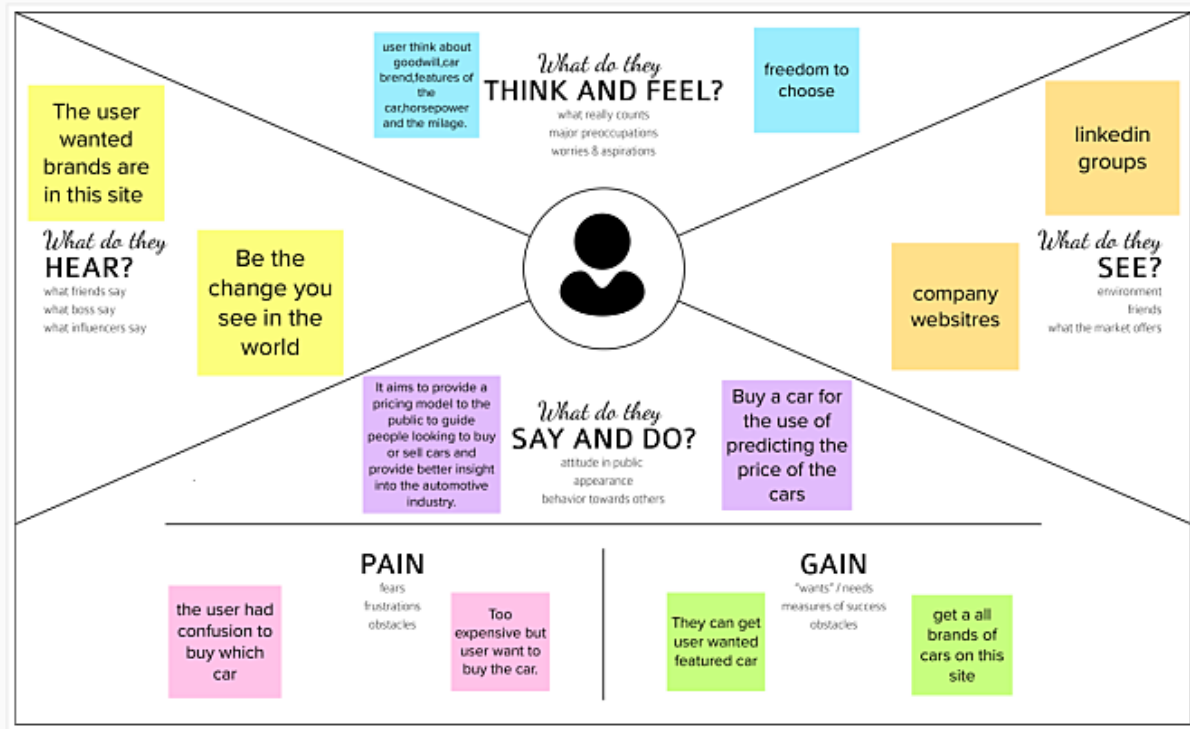 user think about
goodwill,car
brend,features of
the
car,horsepower
and the milage.
What do they
THINK AND FEEL?
what really counts
major preoccupations
worries & aspirations
freedom to
choose
The user
wanted
brands are
in this site
What do they
HEAR?
what friends say
what boss say
what influencers say
Be the
change you
see in the
world
linkedin
groups
What do they
SEE?
environment
friends
what the market offers
company
websitres
It aims to provide a
pricing model to the
public to guide
people looking to buy
or sell cars and
provide better insight
into the automotive
industry.
What do they
SAY AND DO?
attitude in public
appearance
behavior towards others
Buy a car for
the use of
predicting the
price of the
cars
PAIN
fears
frustrations
obstacles
the user had
confusion to
buy which
car
Too
expensive but
user want to
buy the car.
GAIN
"wants" / needs
measures of success
obstacles
They can get
user wanted
featured car
get a all
brands of
cars on this
site